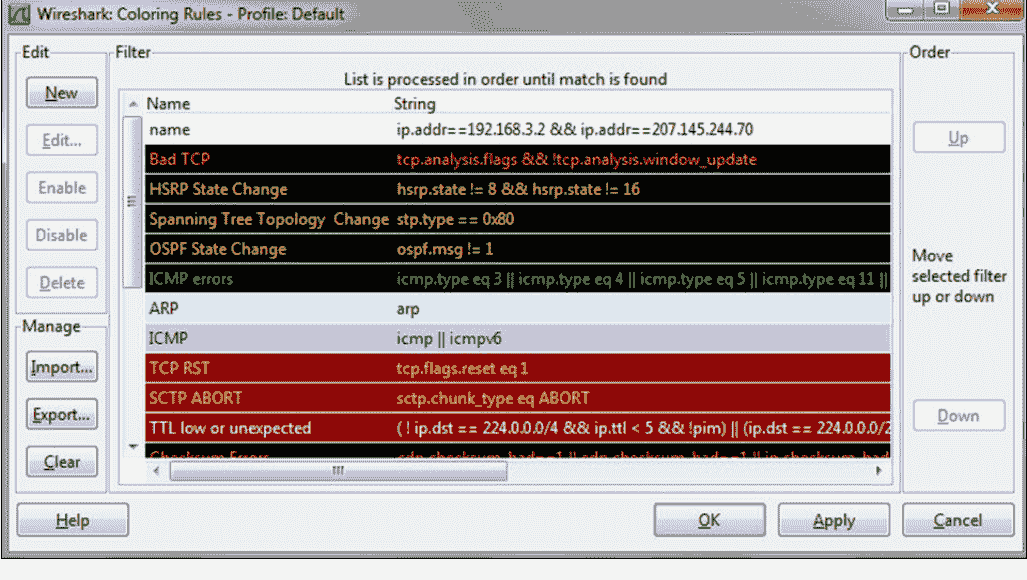 Wireshark: Coloring Rules - Profile: Default
Edit
Filter
Order
List is processed in order until match is found
New
Edit...
Enable
Disable
Delete
Manage
Import...
Export...
Clear
Name String
name ip.addr==192.168.3.2 && ip.addr==207.145.244.70
Bad TCP tcp.analysis.flags && !tcp.analysis.window_update
HSRP State Change hsrp.state != 8 && hsrp.state != 16
Spanning Tree Topology Change stp.type == 0x80
OSPF State Change ospf.msg != 1
ICMP errors icmp.type eq 3 || icmp.type eq 4 || icmp.type eq 5 || icmp.type eq 11 ||
ARP arp
ICMP icmp || icmpv6
TCP RST tcp.flags.reset eq 1
SCTP ABORT sctp.chunk_type eq ABORT
TTL low or unexpected ( ! ip.dst == 224.0.0.0/4 && ip.ttl < 5 && !pim) || (ip.dst == 224.0.0.0/2
Checksum Errors
Up
Move
selected filter
up or down
Down
Help
OK
Apply
Cancel